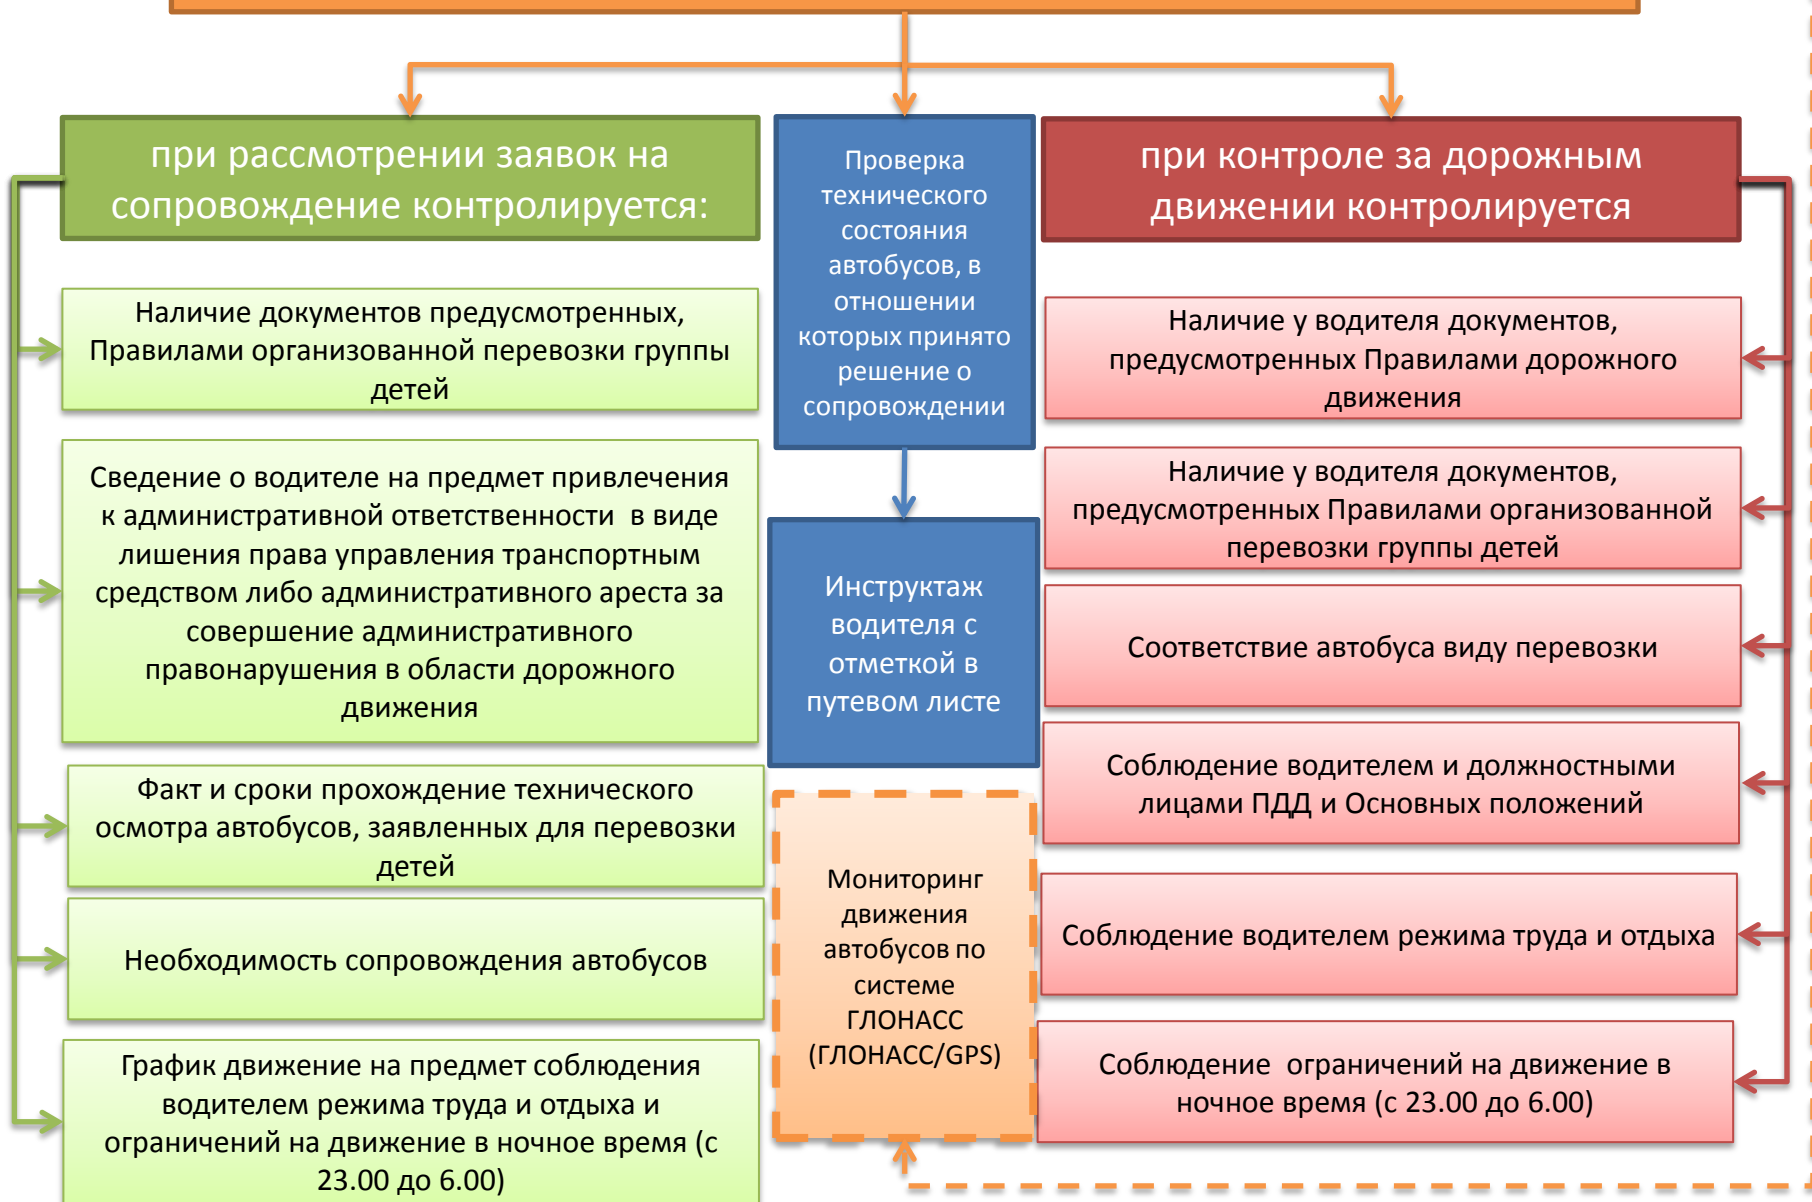 при рассмотрении заявок на
сопровождение контролируется:
Наличие документов предусмотренных,
Правилами организованной перевозки группы
детей
Сведение о водителе на предмет привлечения
к административной ответственности в виде
лишения права управления транспортным
средством либо административного ареста за
совершение административного
правонарушения в области дорожного
движения
Факт и сроки прохождение технического
осмотра автобусов, заявленных для перевозки
детей
Необходимость сопровождения автобусов
График движение на предмет соблюдения
водителем режима труда и отдыха и
ограничений на движение в ночное время (с
23.00 до 6.00)
Проверка
технического
состояния
автобусов, в
отношении
которых принято
решение о
сопровождении
Инструктаж
водителя с
отметкой в
путевом листе
Мониторинг
движения
автобусов по
системе
ГЛОНАСС
(ГЛОНАСС/GPS)
при контроле за дорожным
движении контролируется
Наличие у водителя документов,
предусмотренных Правилами дорожного
движения
Наличие у водителя документов,
предусмотренных Правилами организованной
перевозки группы детей
Соответствие автобуса виду перевозки
Соблюдение водителем и должностными
лицами ПДД и Основных положений
Соблюдение водителем режима труда и отдыха
Соблюдение ограничений на движение в
ночное время (с 23.00 до 6.00)